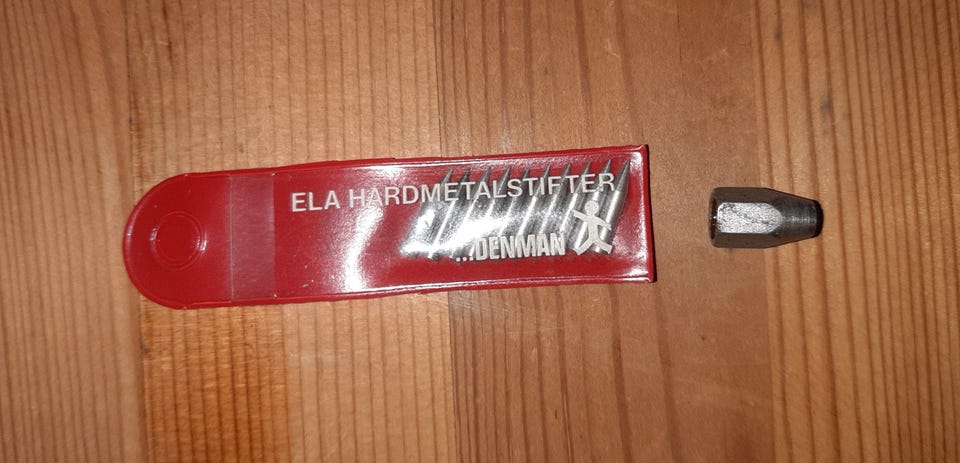 ELA HARDMETALSTIFTER
...DENMAN